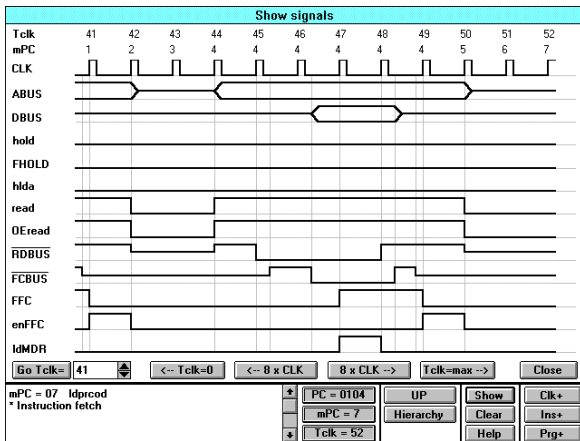 Show signals
Tclk 41 42 43 44 45 46 47 48 49 50 51 52
mPC 1 2 3 4 4 4 4 4 4 5 6 7
CLK
ABUS
DBUS
hold
FHOLD
hlda
read
OEread
RDBUS
FCBUS
FFC
enFFC
ldMDR
Go Tclk= 41 <-- Tclk=0 <-- 8 x CLK 8 x CLK --> Tclk=max --> Close
mPC = 07 ldprcod
* Instruction fetch
PC = 0104 UP Show Clk+
mPC = 7 Hierarchy Clear Ins+
Tclk = 52 Help Prg+